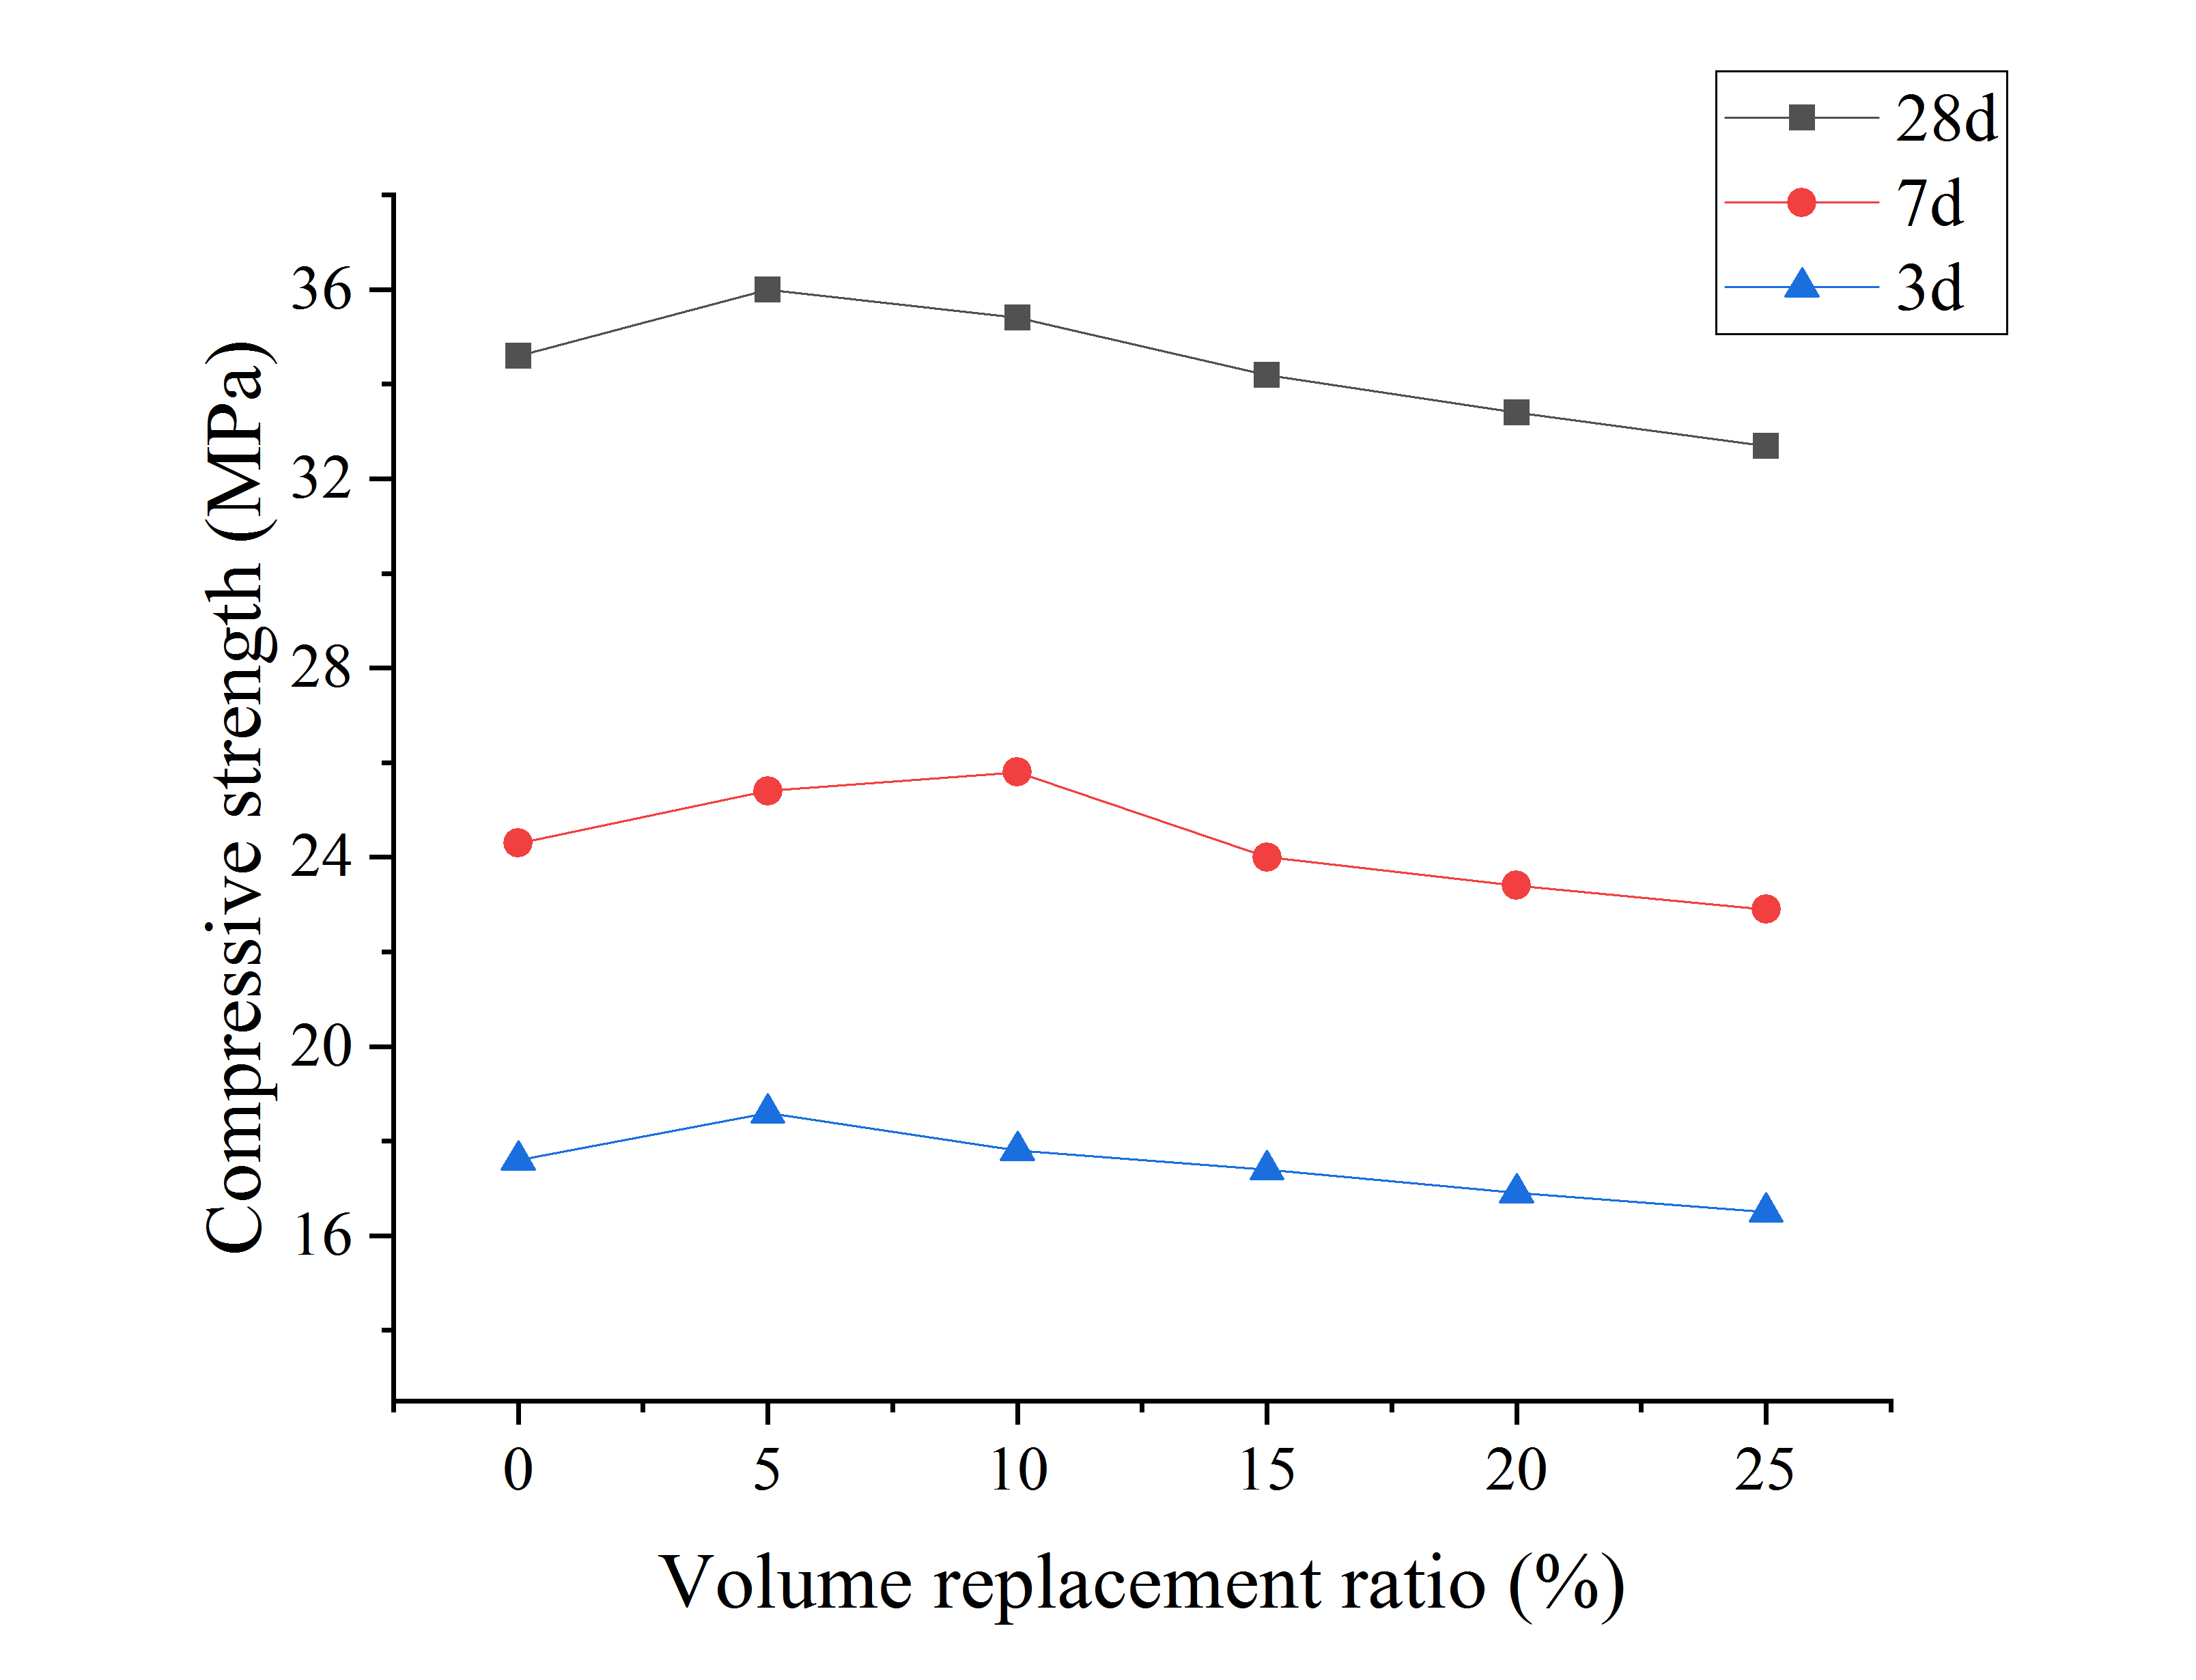 28d
7d
3d
Compressive strength (MPa)
36
32
28
24
20
16
0 5 10 15 20 25
Volume replacement ratio (%)